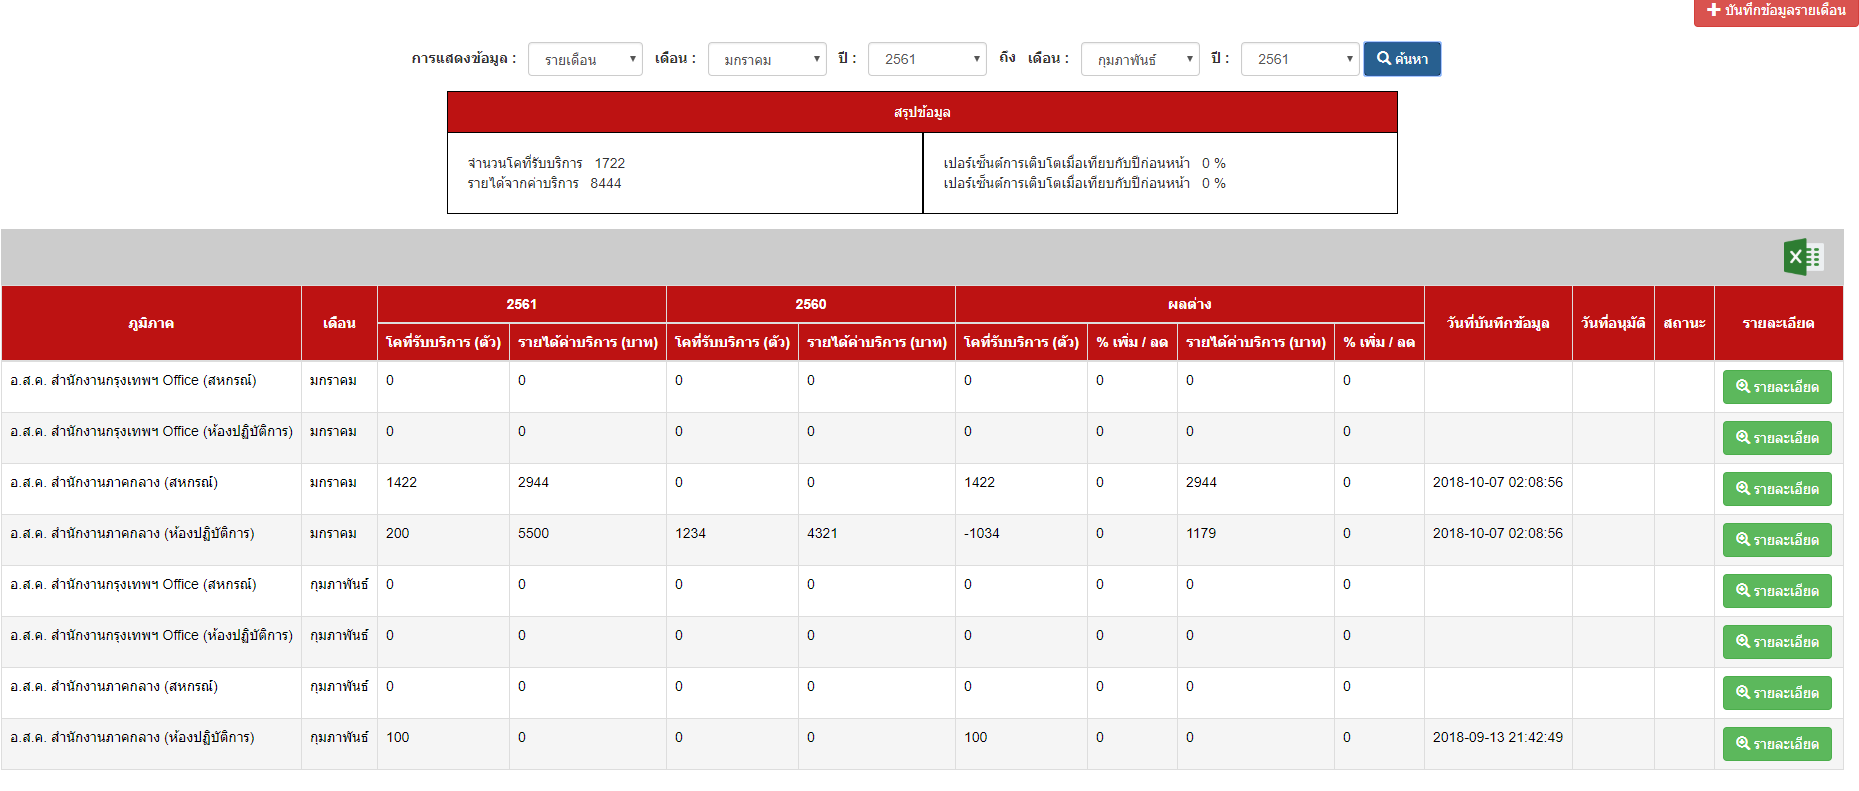 บันทึกข้อมูลรายเดือน
การแสดงข้อมูล : รายเดือน เดือน : มกราคม ปี : 2561 ถึง เดือน : กุมภาพันธ์ ปี : 2561 ค้นหา
สรุปข้อมูล
จำนวนโคที่รับบริการ 1722 เปอร์เซ็นต์การเติบโตเมื่อเทียบกับปีก่อนหน้า 0 %
รายได้จากค่าบริการ 8444 เปอร์เซ็นต์การเติบโตเมื่อเทียบกับปีก่อนหน้า 0 %
ภูมิภาค เดือน 2561 2560 ผลต่าง วันที่บันทึกข้อมูล วันที่อนุมัติ สถานะ รายละเอียด
โคที่รับบริการ (ตัว) รายได้ค่าบริการ (บาท) โคที่รับบริการ (ตัว) รายได้ค่าบริการ (บาท) โคที่รับบริการ (ตัว) % เพิ่ม / ลด รายได้ค่าบริการ (บาท) % เพิ่ม / ลด
อ.ส.ค. สำนักงานกรุงเทพฯ Office (สหกรณ์) มกราคม 0 0 0 0 0 0 0 0 รายละเอียด
อ.ส.ค. สำนักงานกรุงเทพฯ Office (ห้องปฏิบัติการ) มกราคม 0 0 0 0 0 0 0 0 รายละเอียด
อ.ส.ค. สำนักงานภาคกลาง (สหกรณ์) มกราคม 1422 2944 0 0 1422 0 2944 0 2018-10-07 02:08:56 รายละเอียด
อ.ส.ค. สำนักงานภาคกลาง (ห้องปฏิบัติการ) มกราคม 200 5500 1234 4321 -1034 0 1179 0 2018-10-07 02:08:56 รายละเอียด
อ.ส.ค. สำนักงานกรุงเทพฯ Office (สหกรณ์) กุมภาพันธ์ 0 0 0 0 0 0 0 0 รายละเอียด
อ.ส.ค. สำนักงานกรุงเทพฯ Office (ห้องปฏิบัติการ) กุมภาพันธ์ 0 0 0 0 0 0 0 0 รายละเอียด
อ.ส.ค. สำนักงานภาคกลาง (สหกรณ์) กุมภาพันธ์ 0 0 0 0 0 0 0 0 รายละเอียด
อ.ส.ค. สำนักงานภาคกลาง (ห้องปฏิบัติการ) กุมภาพันธ์ 100 0 0 0 100 0 0 0 2018-09-13 21:42:49 รายละเอียด